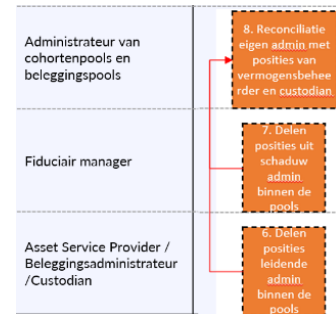 Administrateur van
cohortenpools en
beleggingspools
8. Reconciliatie
eigen admin met
posities van
vermogensbehee
rder en custodian
Fiduciair manager
7. Delen
posities uit
schaduw
admin
binnen de
pools
Asset Service Provider /
Beleggingsadministrateur
/Custodian
6. Delen
posities
leidende
admin
binnen de
pools